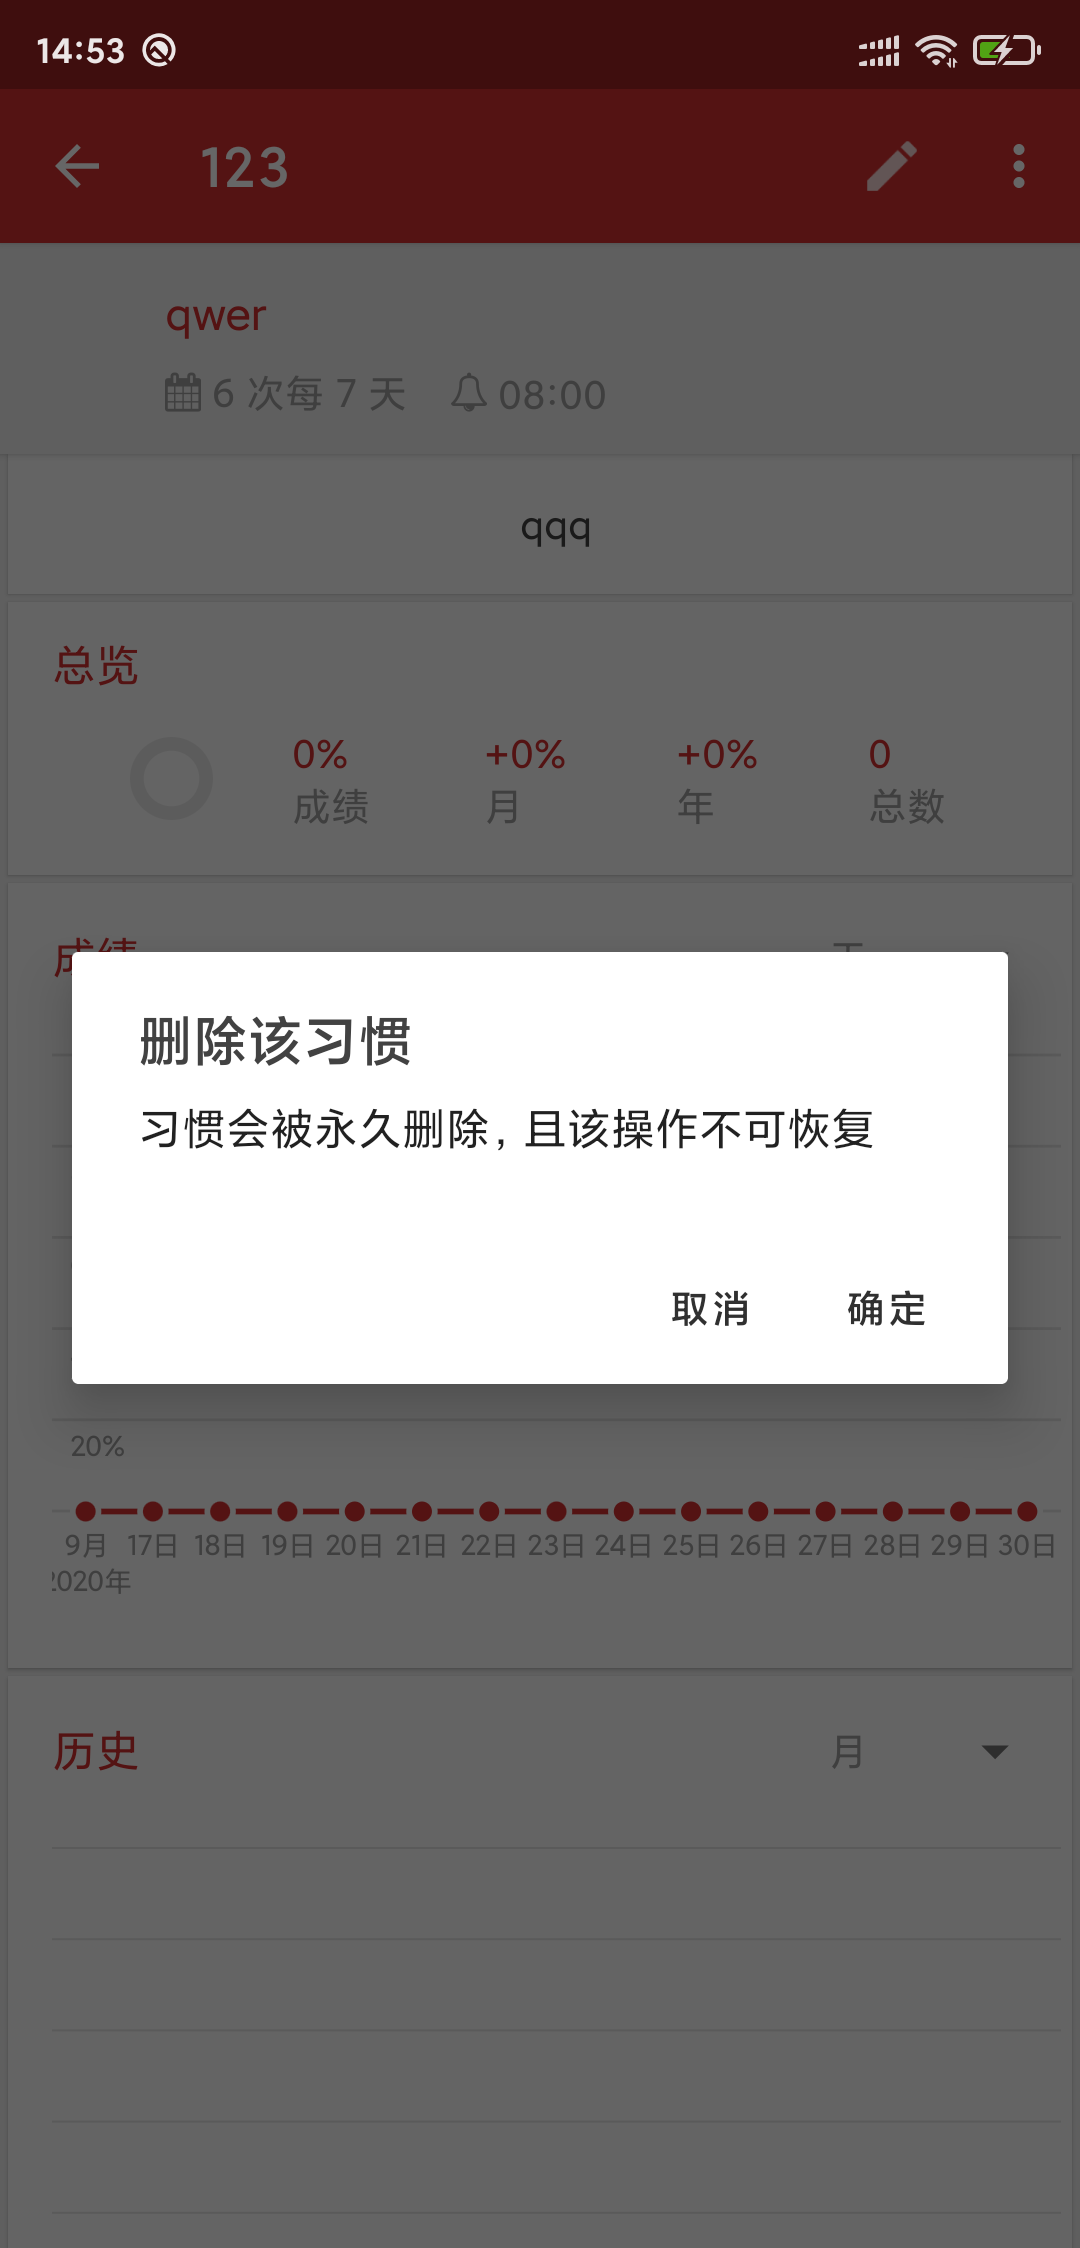 14:53
123
qwer
6 次每 7 天 08:00
qqq
总览
0% +0% +0% 0
成绩 月 年 总数
成绩
删除该习惯
习惯会被永久删除，且该操作不可恢复
取消 确定
20%
9月 17日 18日 19日 20日 21日 22日 23日 24日 25日 26日 27日 28日 29日 30日
2020年
历史 月